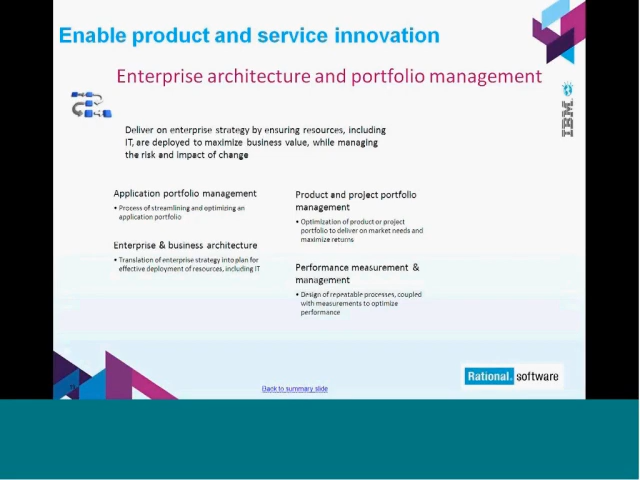 Enable product and service innovation
Enterprise architecture and portfolio management
IBM
Deliver on enterprise strategy by ensuring resources, including
IT, are deployed to maximize business value, while managing
the risk and impact of change
Application portfolio management
• Process of streamlining and optimizing an
application portfolio
Enterprise & business architecture
• Translation of enterprise strategy into plan for
effective deployment of resources, including IT
Product and project portfolio
management
• Optimization of product or project
portfolio to deliver on market needs and
maximize returns
Performance measurement &
management
• Design of repeatable processes, coupled
with measurements to optimize
performance
Back to summary slide
Rational. software